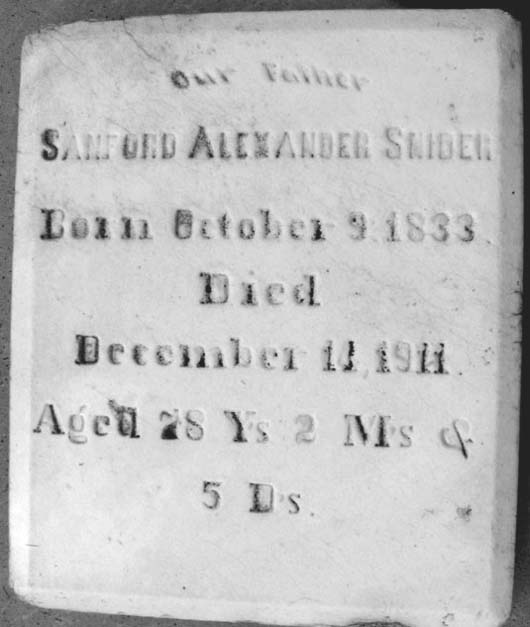 Our Father
SANFORD ALEXANDER SNIDER
Born October 9 1833
Died
December 14, 1911.
Aged 78 Ys 2 Ms &
5 Ds.